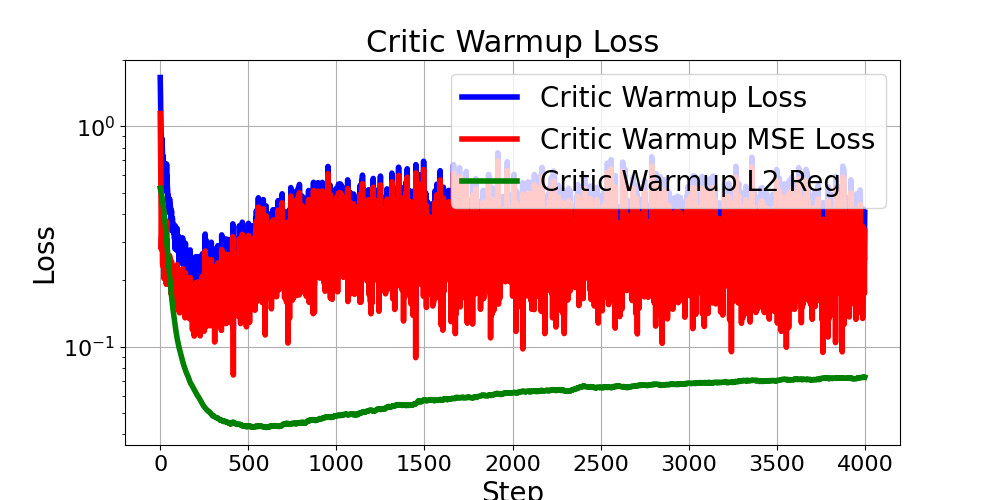 Critic Warmup Loss
Critic Warmup Loss
Critic Warmup MSE Loss
Critic Warmup L2 Reg
Loss
10⁰
10⁻¹
0 500 1000 1500 2000 2500 3000 3500 4000
Step